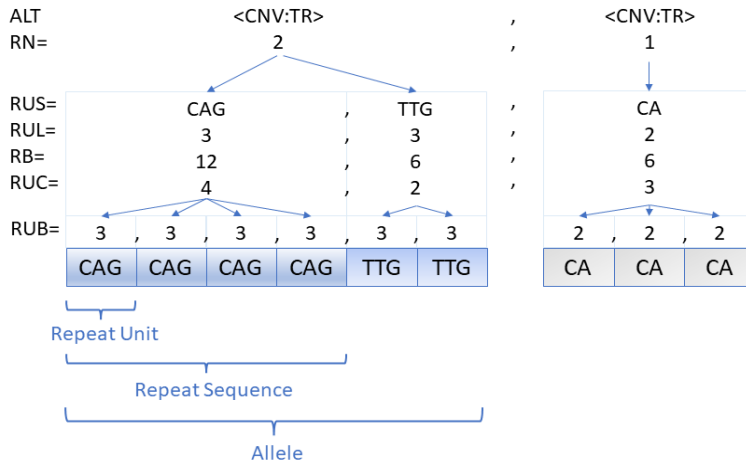 ALT <CNV:TR> , <CNV:TR>
RN= 2 , 1
RUS= CAG , TTG , CA
RUL= 3 , 3 , 2
RB= 12 , 6 , 6
RUC= 4 , 2 , 3
RUB= 3 , 3 , 3 , 3 , 3 , 3 2 , 2 , 2
CAG CAG CAG CAG TTG TTG CA CA CA
Repeat Unit
Repeat Sequence
Allele